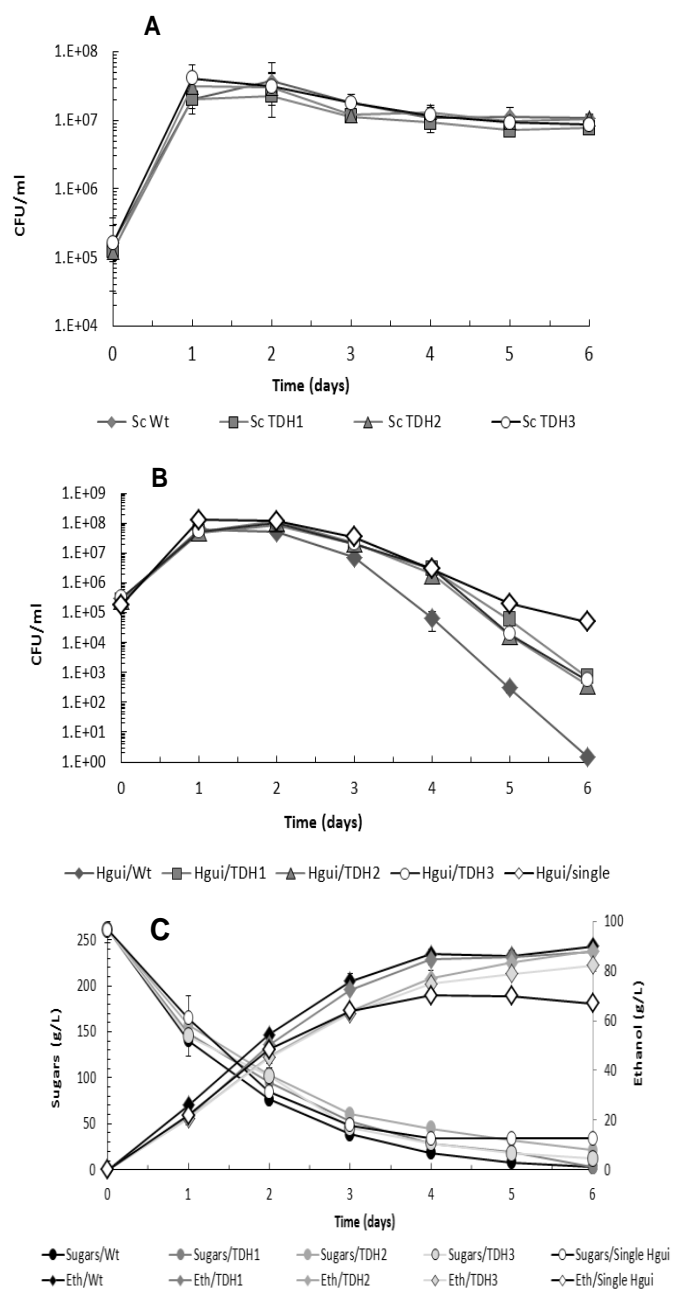 A
1.E+08
1.E+07
1.E+06
1.E+05
1.E+04
CFU/ml
0 1 2 3 4 5 6
Time (days)
Sc Wt Sc TDH1 Sc TDH2 Sc TDH3
B
1.E+09
1.E+08
1.E+07
1.E+06
1.E+05
1.E+04
1.E+03
1.E+02
1.E+01
1.E+00
CFU/ml
0 1 2 3 4 5 6
Time (days)
Hgui/Wt Hgui/TDH1 Hgui/TDH2 Hgui/TDH3 Hgui/single
C
250
200
150
100
50
0
Sugars (g/L)
100
80
60
40
20
0
Ethanol (g/L)
0 1 2 3 4 5 6
Time (days)
Sugars/Wt Sugars/TDH1 Sugars/TDH2 Sugars/TDH3 Sugars/Single Hgui
Eth/Wt Eth/TDH1 Eth/TDH2 Eth/TDH3 Eth/Single Hgui